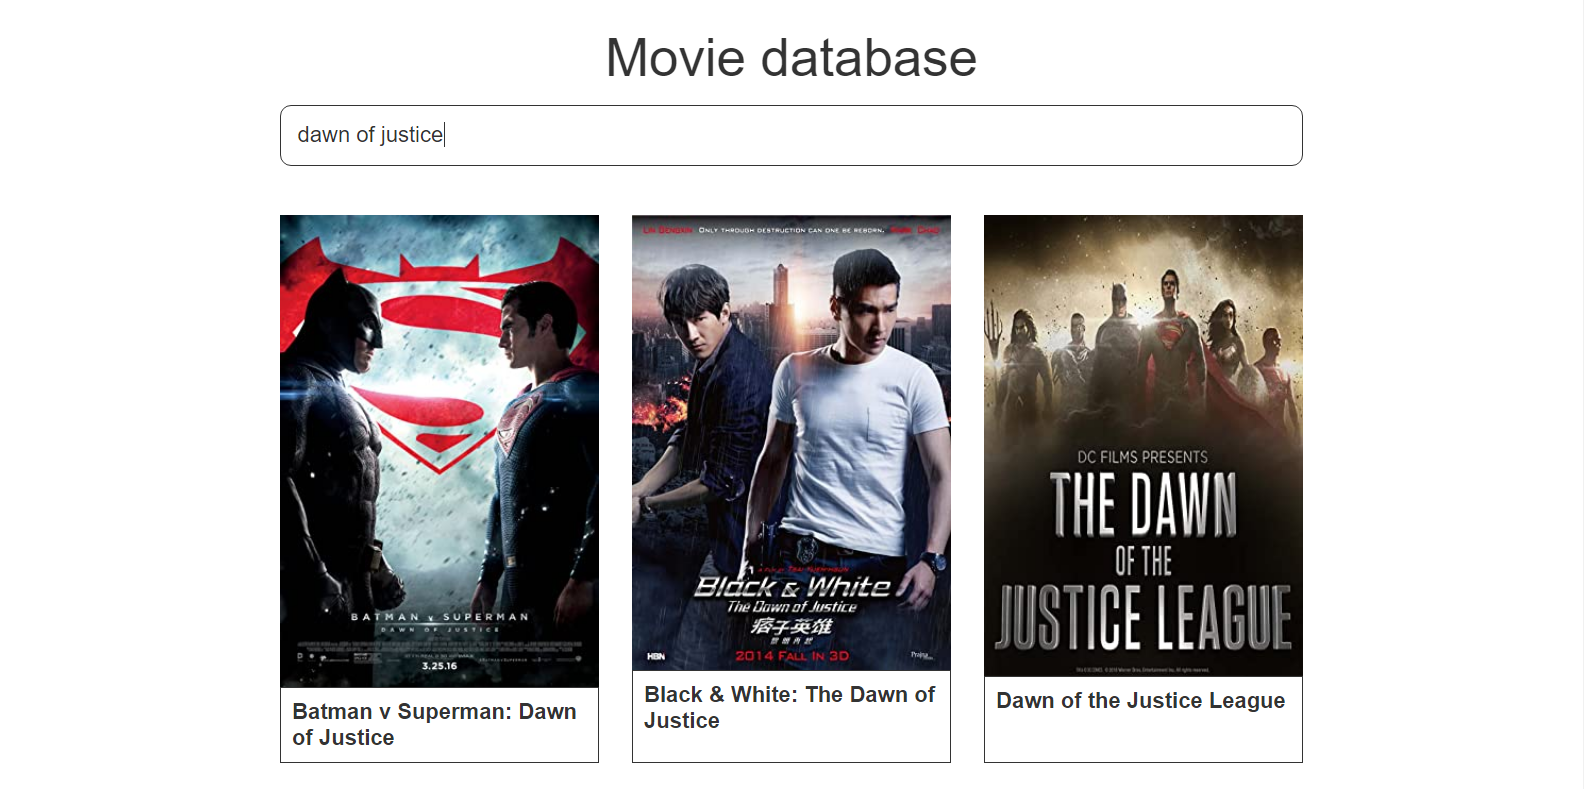 Movie database
dawn of justice
BATMAN v SUPERMAN
DAWN OF JUSTICE
3.25.16
Batman v Superman: Dawn
of Justice
ONLY THROUGH DESTRUCTION CAN ONE BE REBORN.
Black & White
The Dawn of Justice
痞子英雄
HBN
2014 FALL IN 3D
Black & White: The Dawn of
Justice
DC FILMS PRESENTS
THE DAWN
OF THE
JUSTICE LEAGUE
Dawn of the Justice League